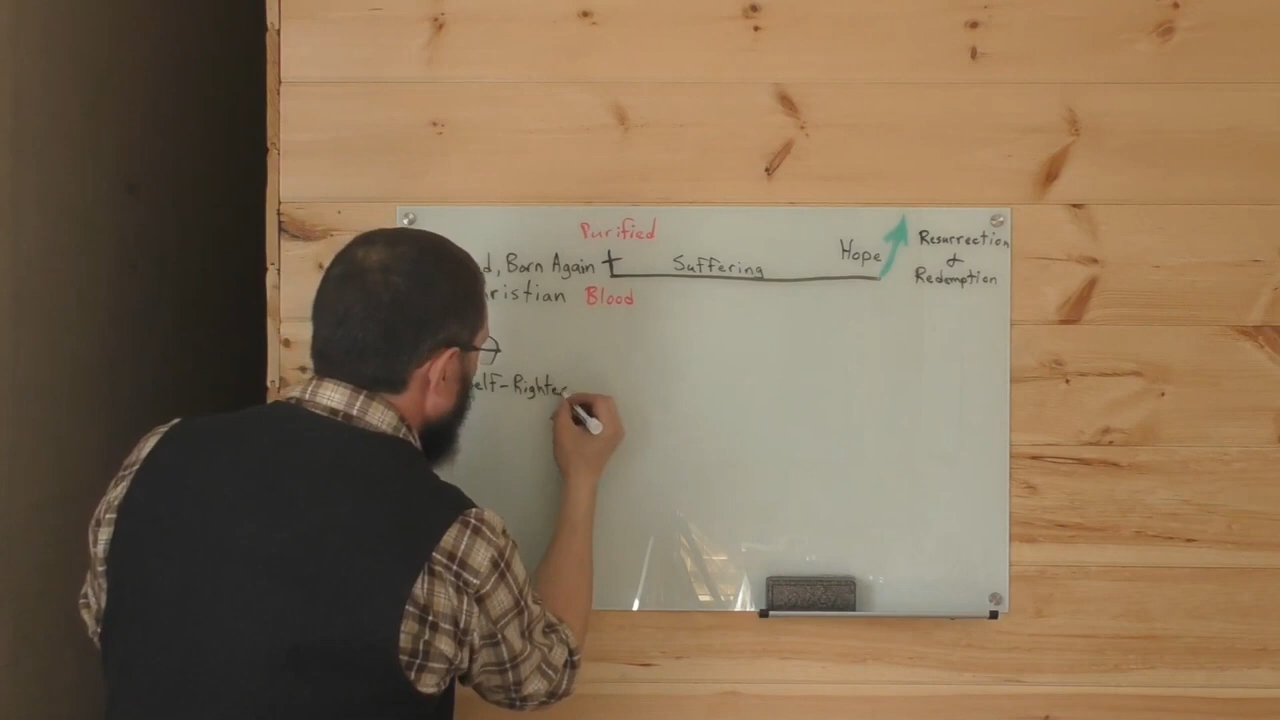 Purified
d, Born Again
Suffering
Hope
Resurrection
&
Redemption
ristian Blood
elf-Righte